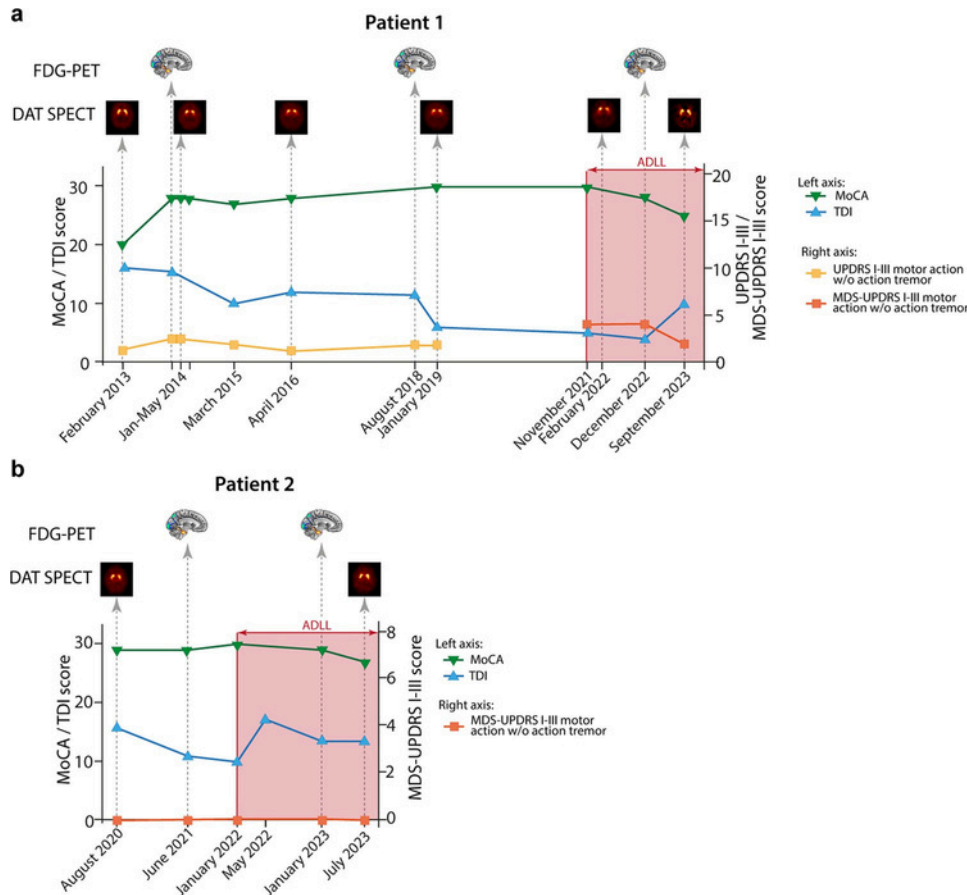 a
Patient 1
FDG-PET
DAT SPECT
ADLL
30
20
10
0
MoCA / TDI score
20
15
10
5
0
UPDRS I-III /
MDS-UPDRS I-III score
February 2013
Jan-May 2014
March 2015
April 2016
August 2018
January 2019
November 2021
February 2022
December 2022
September 2023
Left axis:
MoCA
TDI
Right axis:
UPDRS I-III motor action
w/o action tremor
MDS-UPDRS I-III motor
action w/o action tremor
b
Patient 2
FDG-PET
DAT SPECT
ADLL
30
20
10
0
MoCA / TDI score
8
6
4
2
0
MDS-UPDRS I-III score
August 2020
June 2021
January 2022
May 2022
January 2023
July 2023
Left axis:
MoCA
TDI
Right axis:
MDS-UPDRS I-III motor
action w/o action tremor